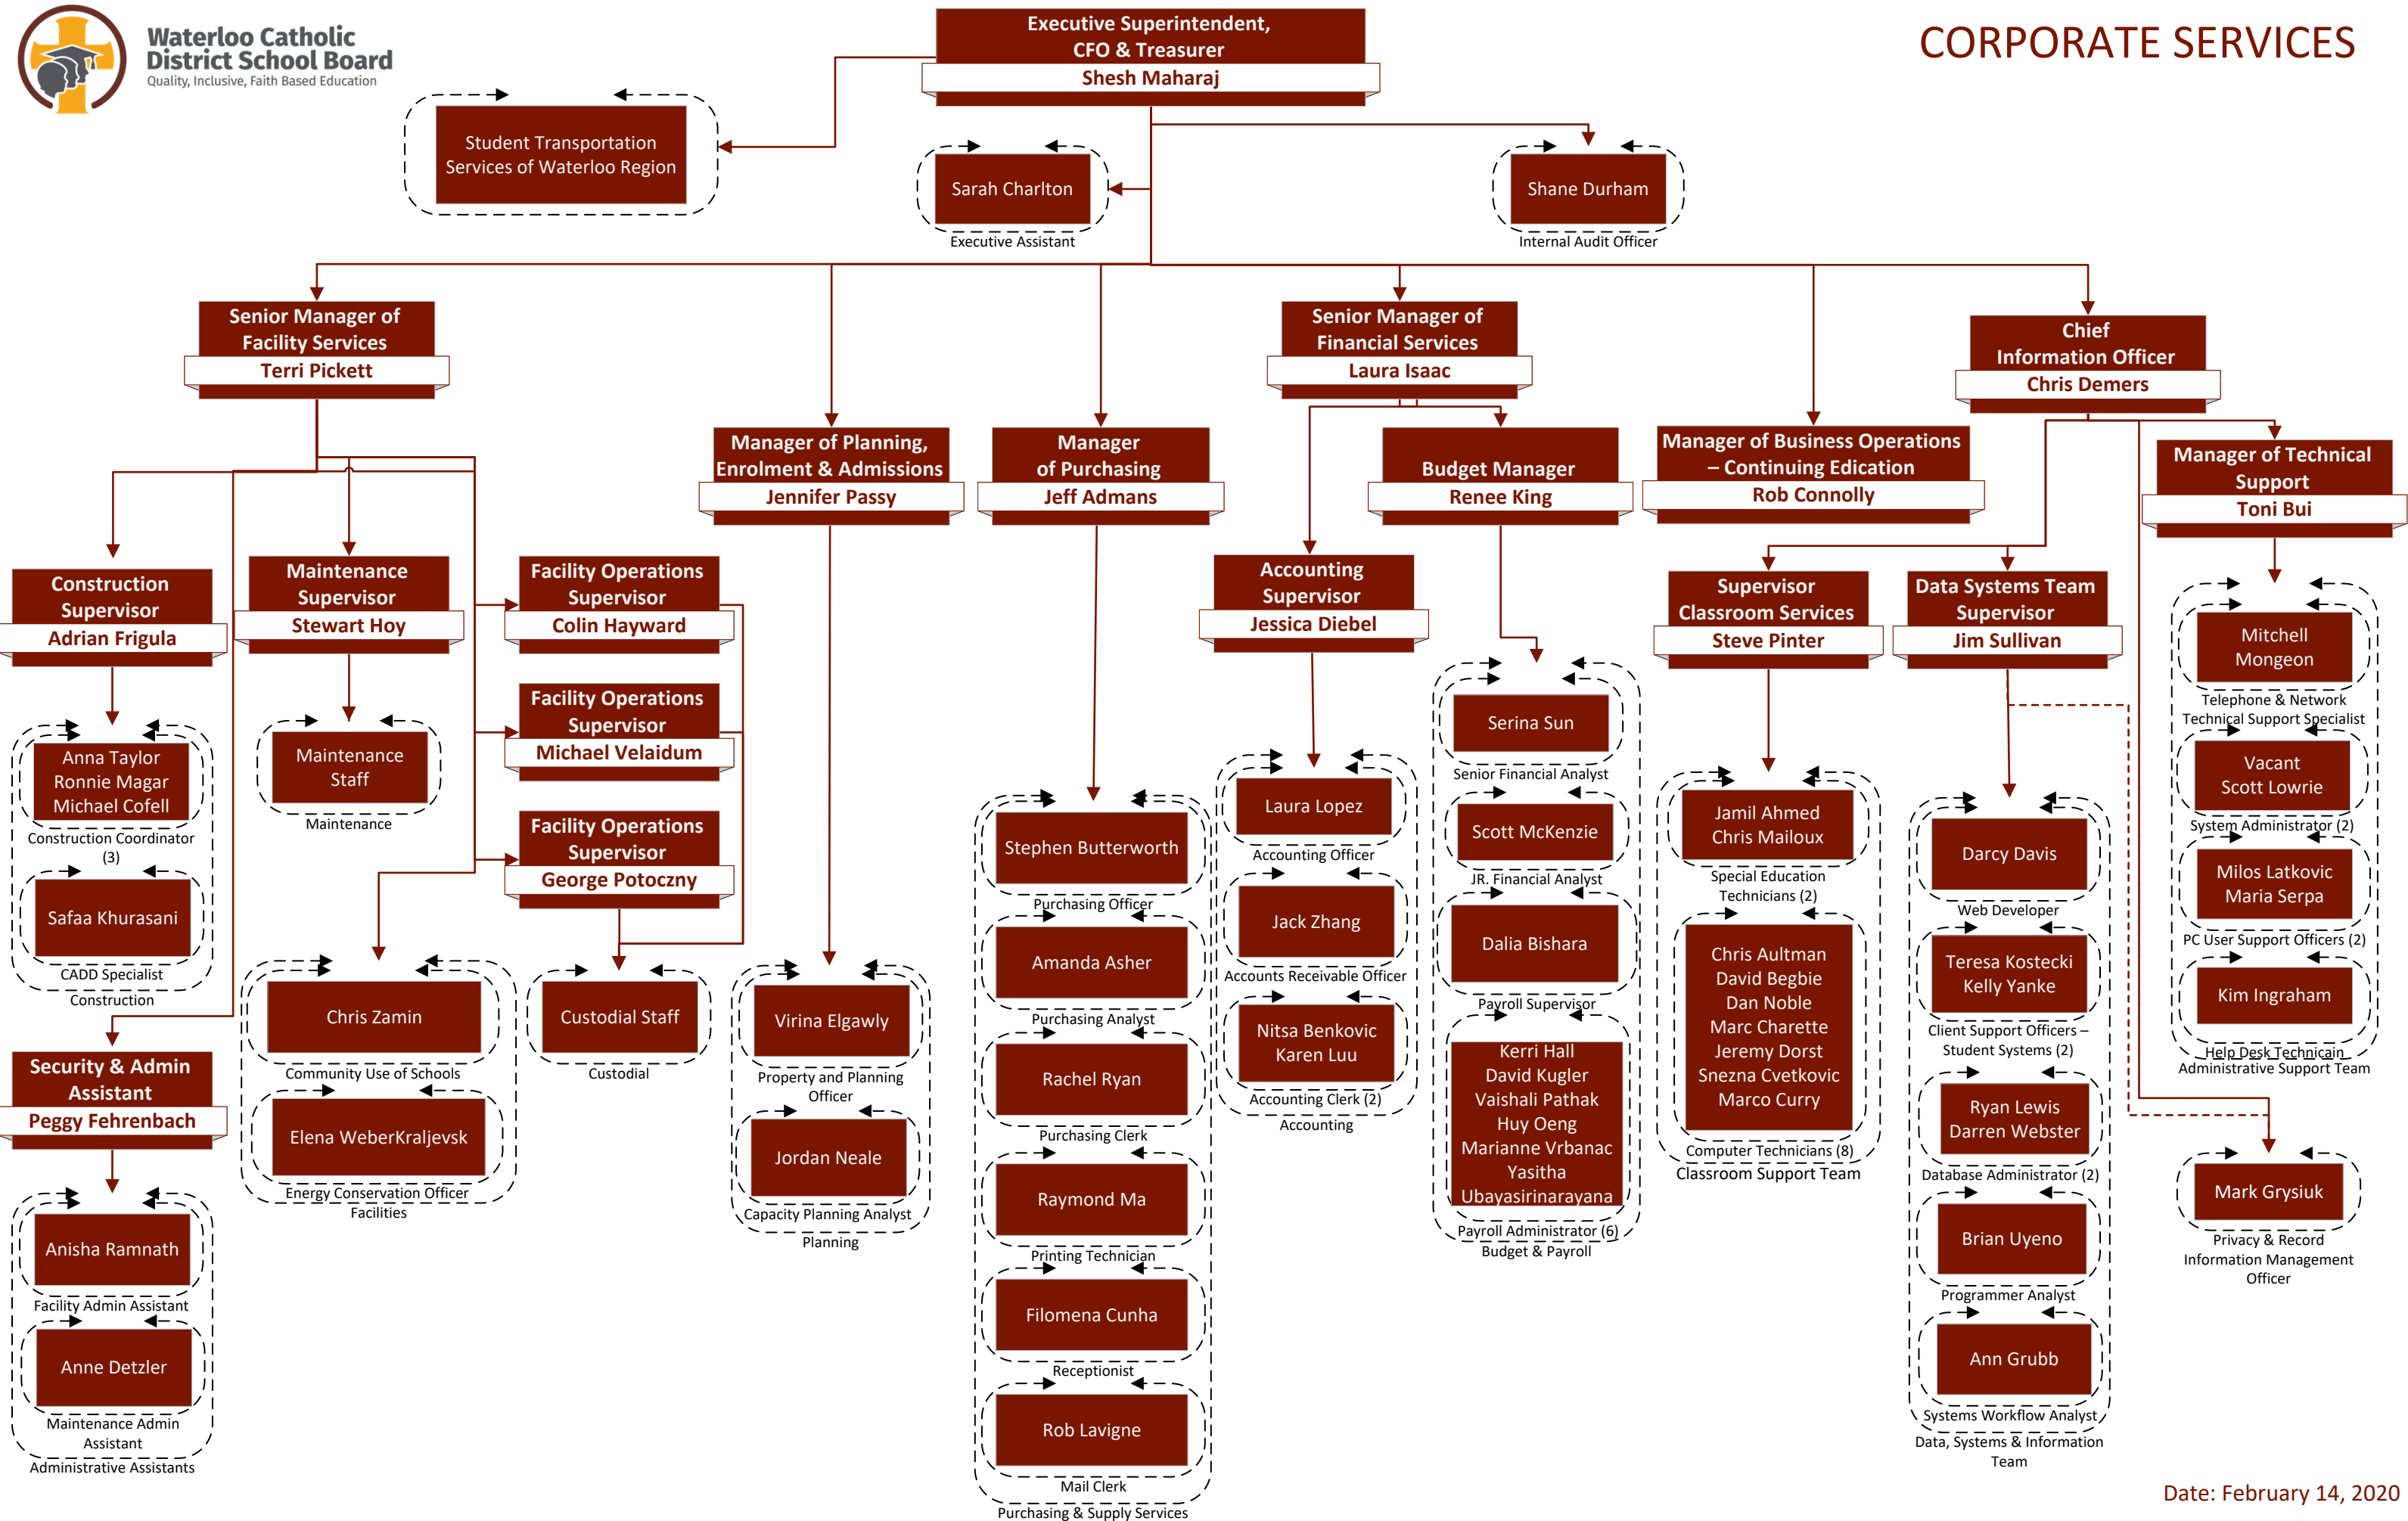 Waterloo Catholic
District School Board
Quality, Inclusive, Faith Based Education
CORPORATE SERVICES
Executive Superintendent,
CFO & Treasurer
Shesh Maharaj
Student Transportation
Services of Waterloo Region
Sarah Charlton
Executive Assistant
Shane Durham
Internal Audit Officer
Senior Manager of
Facility Services
Terri Pickett
Senior Manager of
Financial Services
Laura Isaac
Chief
Information Officer
Chris Demers
Manager of Planning,
Enrolment & Admissions
Jennifer Passy
Manager
of Purchasing
Jeff Admans
Budget Manager
Renee King
Manager of Business Operations
– Continuing Edication
Rob Connolly
Manager of Technical
Support
Toni Bui
Construction
Supervisor
Adrian Frigula
Maintenance
Supervisor
Stewart Hoy
Facility Operations
Supervisor
Colin Hayward
Facility Operations
Supervisor
Michael Velaidum
Facility Operations
Supervisor
George Potoczny
Accounting
Supervisor
Jessica Diebel
Supervisor
Classroom Services
Steve Pinter
Data Systems Team
Supervisor
Jim Sullivan
Anna Taylor
Ronnie Magar
Michael Cofell
Construction Coordinator
(3)
Safaa Khurasani
CADD Specialist
Construction
Maintenance
Staff
Maintenance
Security & Admin
Assistant
Peggy Fehrenbach
Anisha Ramnath
Facility Admin Assistant
Anne Detzler
Maintenance Admin
Assistant
Administrative Assistants
Chris Zamin
Community Use of Schools
Elena WeberKraljevsk
Energy Conservation Officer
Facilities
Custodial Staff
Custodial
Virina Elgawly
Property and Planning
Officer
Jordan Neale
Capacity Planning Analyst
Planning
Stephen Butterworth
Purchasing Officer
Amanda Asher
Purchasing Analyst
Rachel Ryan
Purchasing Clerk
Raymond Ma
Printing Technician
Filomena Cunha
Receptionist
Rob Lavigne
Mail Clerk
Purchasing & Supply Services
Laura Lopez
Accounting Officer
Jack Zhang
Accounts Receivable Officer
Nitsa Benkovic
Karen Luu
Accounting Clerk (2)
Accounting
Serina Sun
Senior Financial Analyst
Scott McKenzie
JR. Financial Analyst
Dalia Bishara
Payroll Supervisor
Kerri Hall
David Kugler
Vaishali Pathak
Huy Oeng
Marianne Vrbanac
Yasitha
Ubayasirinarayana
Payroll Administrator (6)
Budget & Payroll
Jamil Ahmed
Chris Mailoux
Special Education
Technicians (2)
Chris Aultman
David Begbie
Dan Noble
Marc Charette
Jeremy Dorst
Snezna Cvetkovic
Marco Curry
Computer Technicians (8)
Classroom Support Team
Darcy Davis
Web Developer
Teresa Kostecki
Kelly Yanke
Client Support Officers –
Student Systems (2)
Ryan Lewis
Darren Webster
Database Administrator (2)
Brian Uyeno
Programmer Analyst
Ann Grubb
Systems Workflow Analyst
Data, Systems & Information
Team
Mitchell
Mongeon
Telephone & Network
Technical Support Specialist
Vacant
Scott Lowrie
System Administrator (2)
Milos Latkovic
Maria Serpa
PC User Support Officers (2)
Kim Ingraham
Help Desk Technicain
Administrative Support Team
Mark Grysiuk
Privacy & Record
Information Management
Officer
Date: February 14, 2020